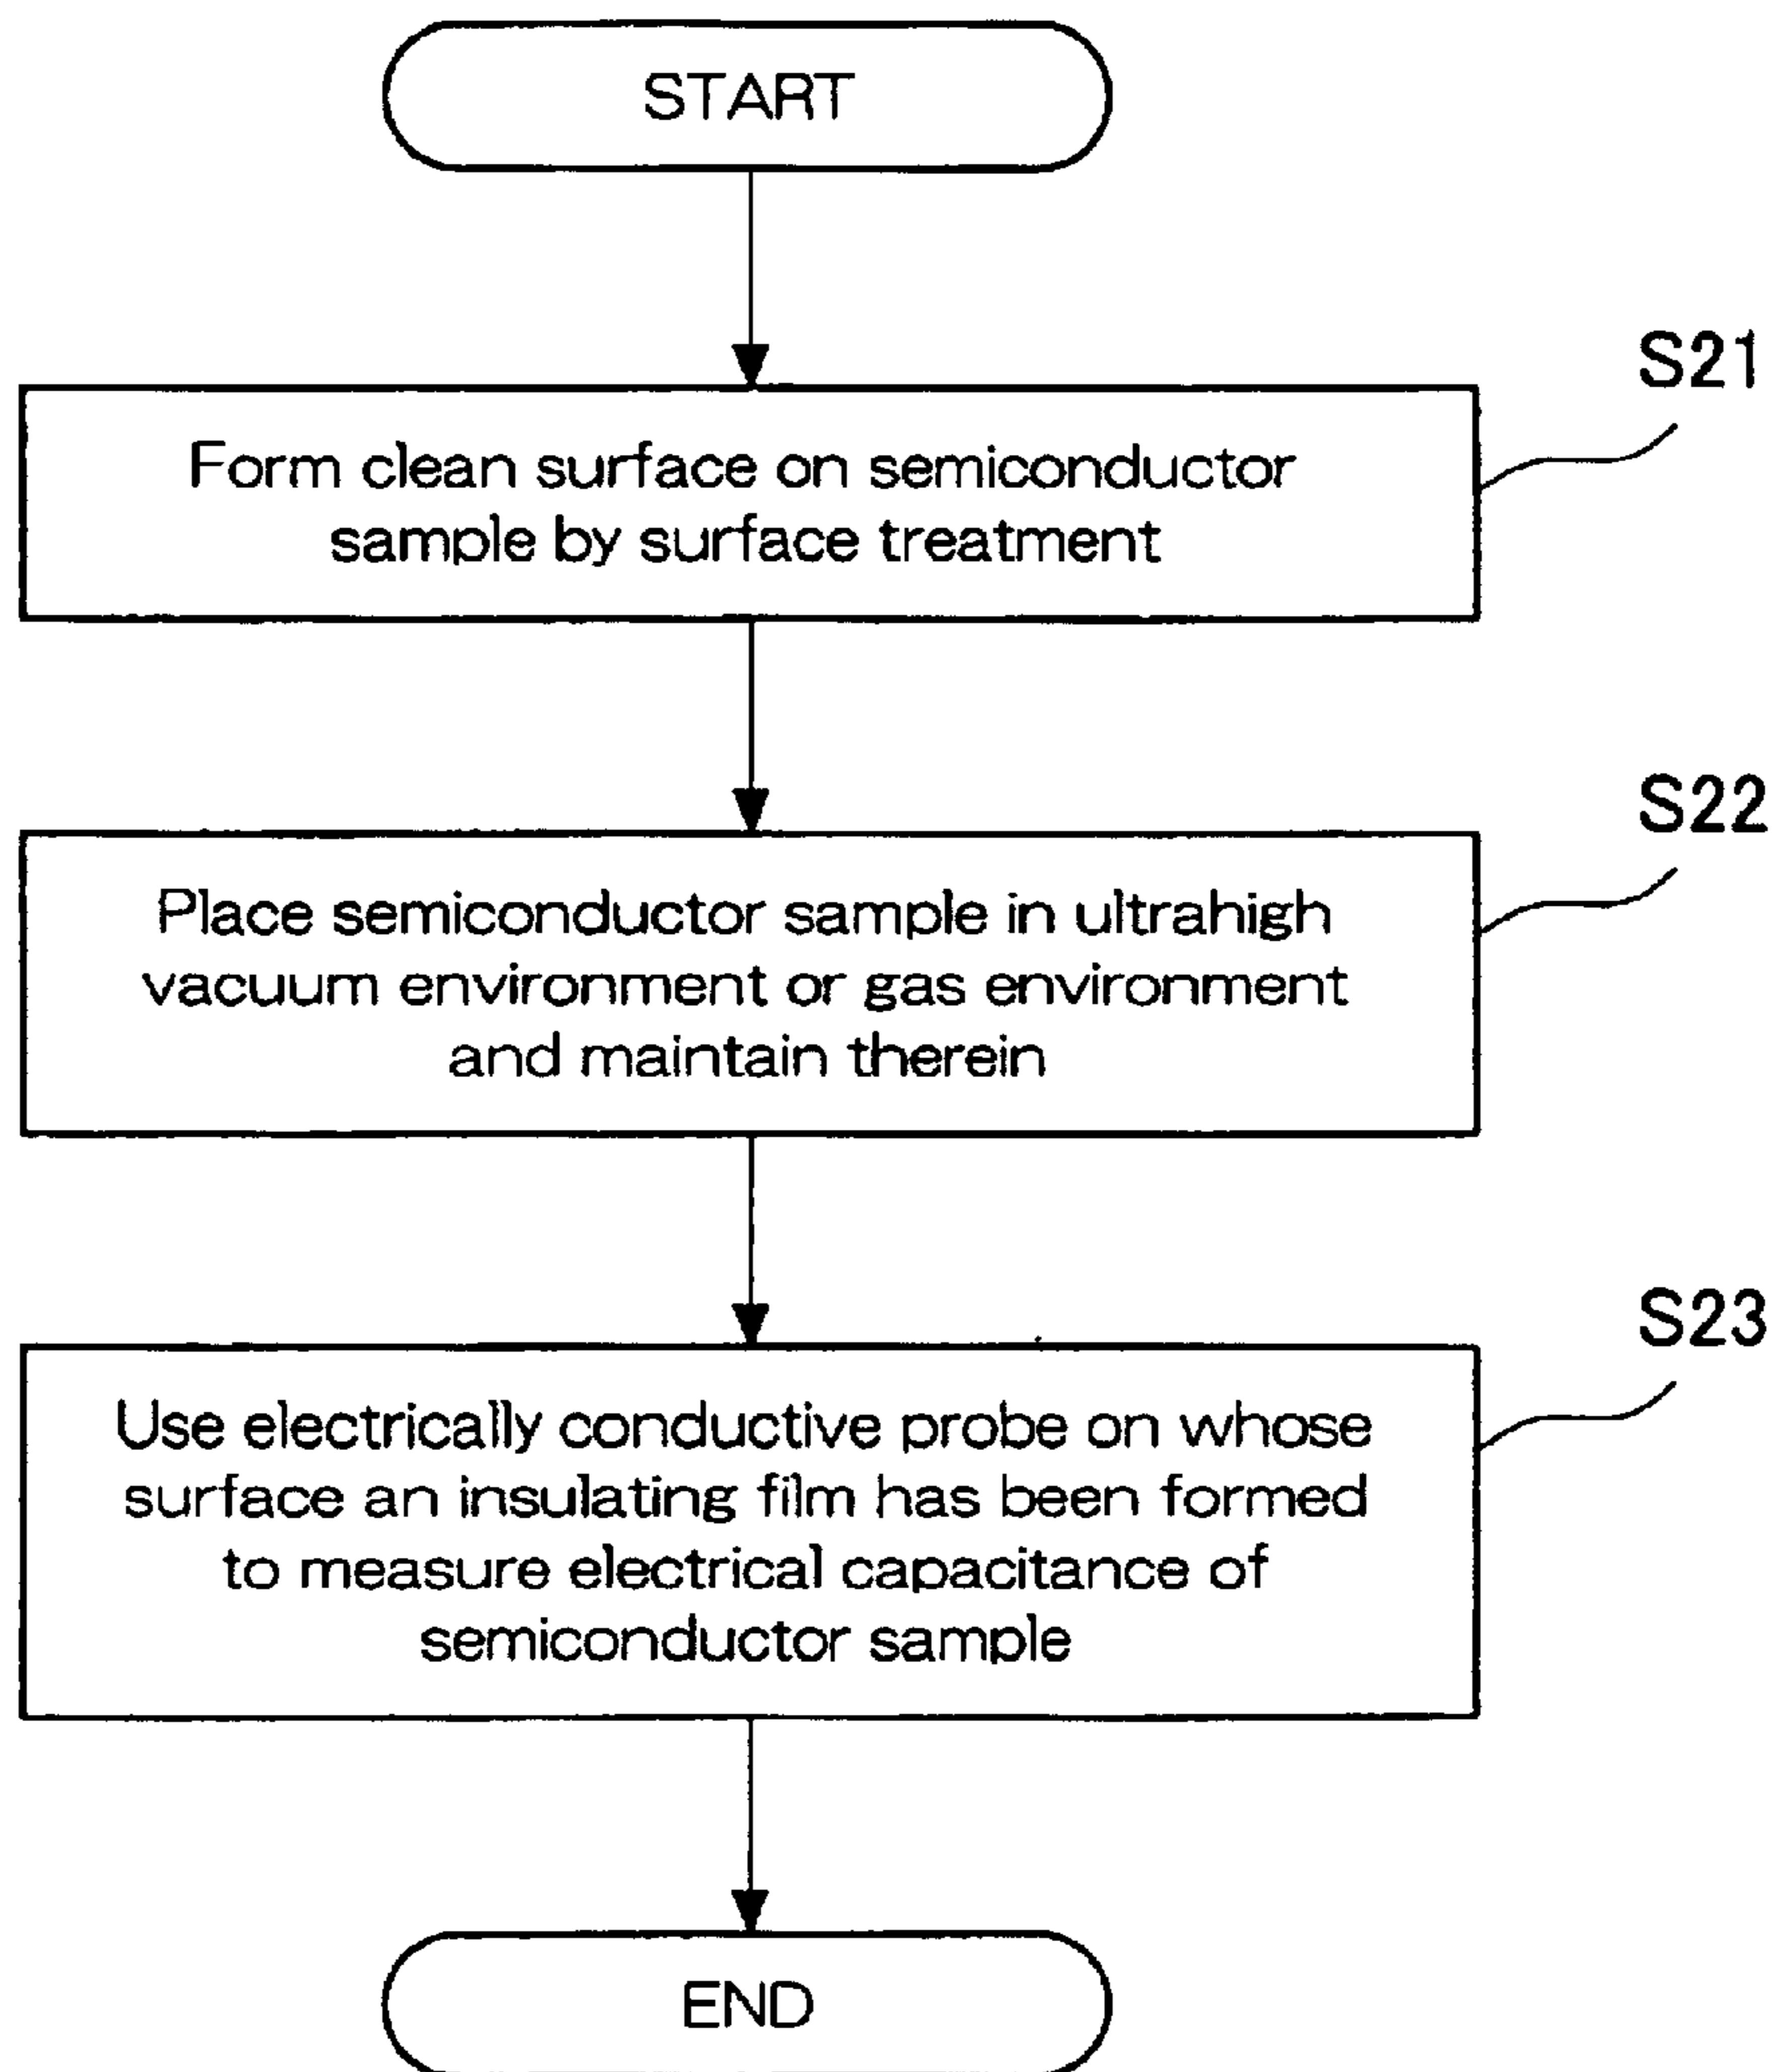 START
S21
Form clean surface on semiconductor
sample by surface treatment
S22
Place semiconductor sample in ultrahigh
vacuum environment or gas environment
and maintain therein
S23
Use electrically conductive probe on whose
surface an insulating film has been formed
to measure electrical capacitance of
semiconductor sample
END